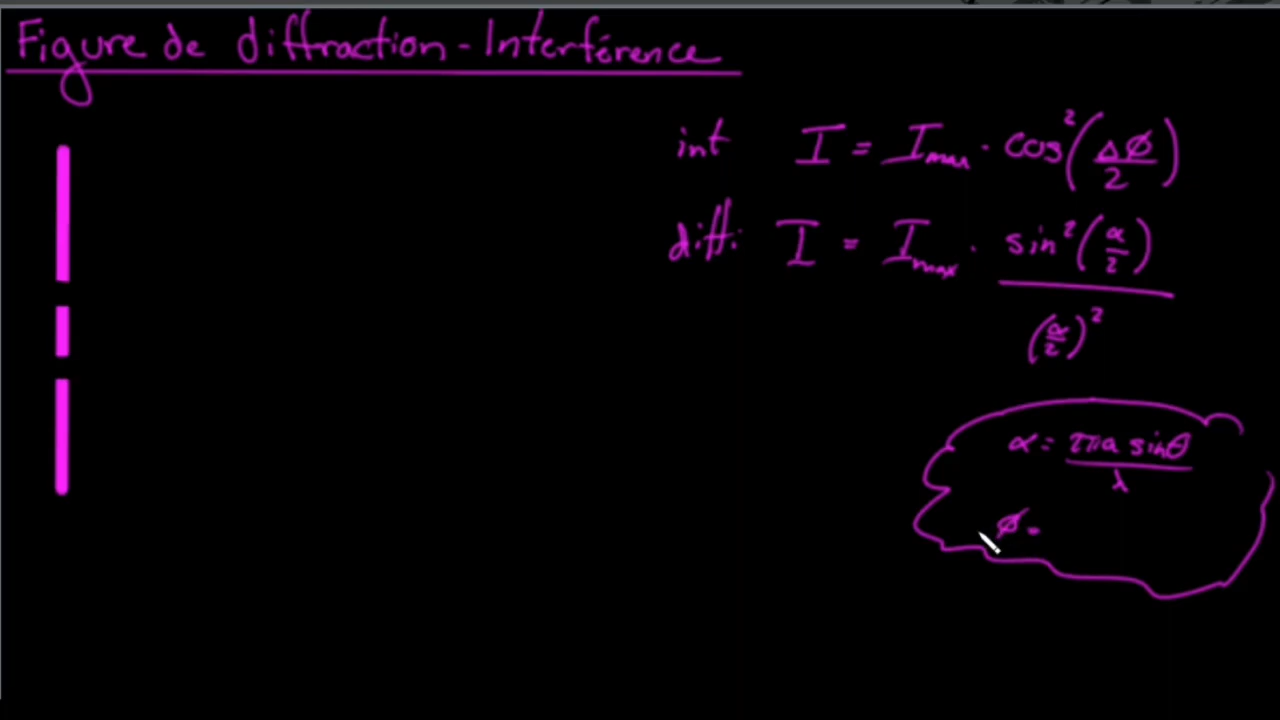 Figure de diffraction - Interférence
int I = Imax · cos²(Δφ/2)
diff: I = Imax · sin²(α/2)
(α/2)²
α = 2πa sinθ
λ
φ =